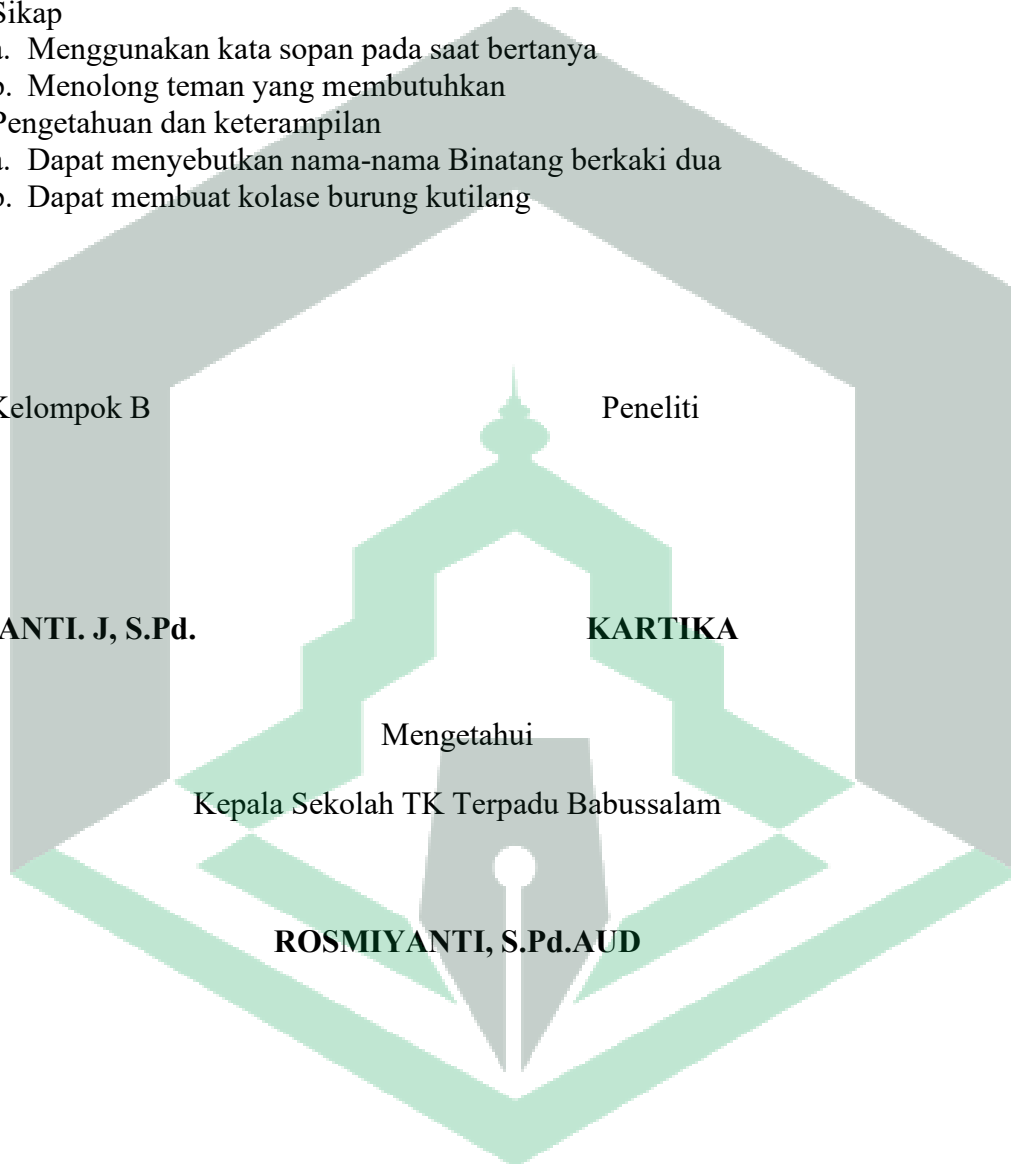 Sikap
a. Menggunakan kata sopan pada saat bertanya
b. Menolong teman yang membutuhkan
Pengetahuan dan keterampilan
a. Dapat menyebutkan nama-nama Binatang berkaki dua
b. Dapat membuat kolase burung kutilang
Kelompok B Peneliti
ANTI. J, S.Pd. KARTIKA
Mengetahui
Kepala Sekolah TK Terpadu Babussalam
ROSMIYANTI, S.Pd.AUD